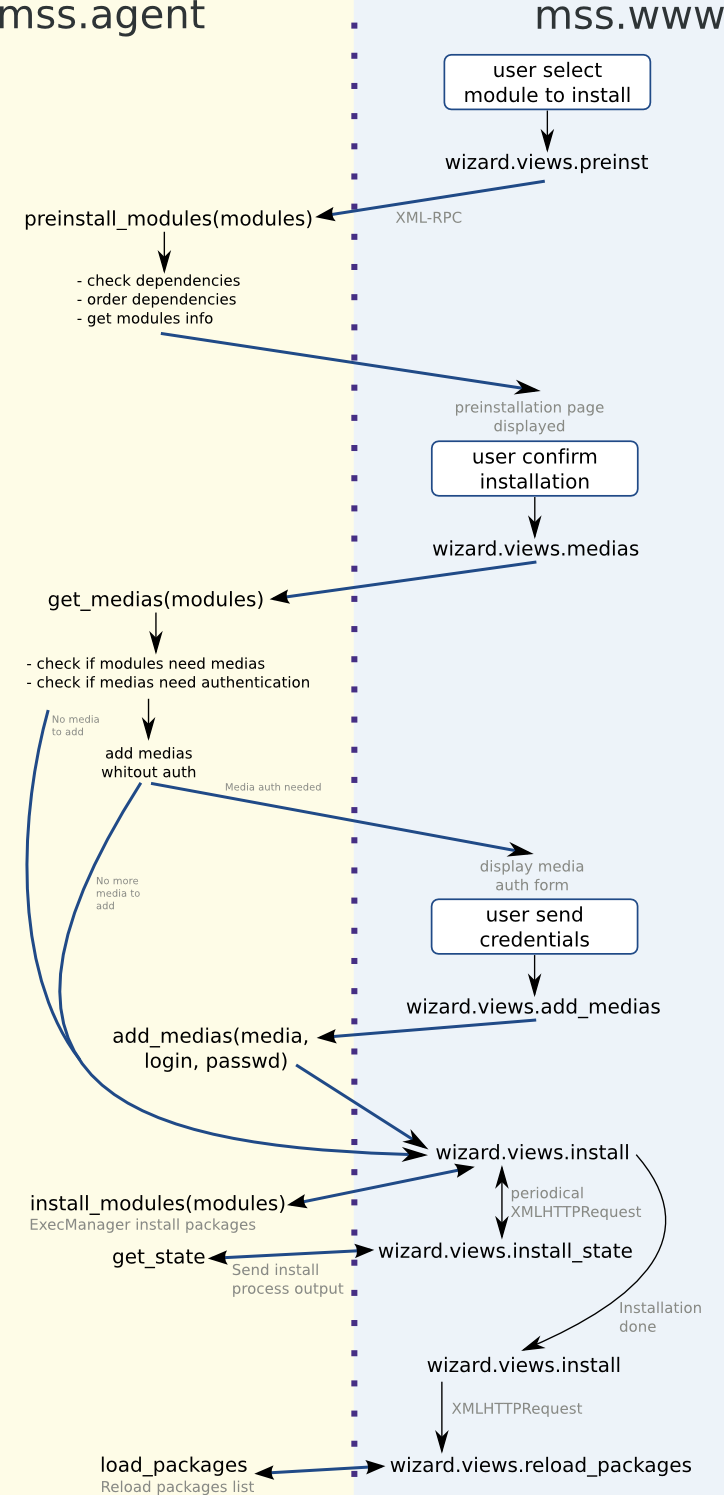 mss.agent
mss.www
user select
module to install
wizard.views.preinst
XML-RPC
preinstall_modules(modules)
- check dependencies
- order dependencies
- get modules info
preinstallation page
displayed
user confirm
installation
wizard.views.medias
get_medias(modules)
- check if modules need medias
- check if medias need authentication
No media
to add
add medias
whitout auth
Media auth needed
display media
auth form
No more
media to
add
user send
credentials
wizard.views.add_medias
add_medias(media,
login, passwd)
wizard.views.install
install_modules(modules)
ExecManager install packages
periodical
XMLHTTPRequest
get_state
wizard.views.install_state
Send install
process output
Installation
done
wizard.views.install
XMLHTTPRequest
load_packages
Reload packages list
wizard.views.reload_packages